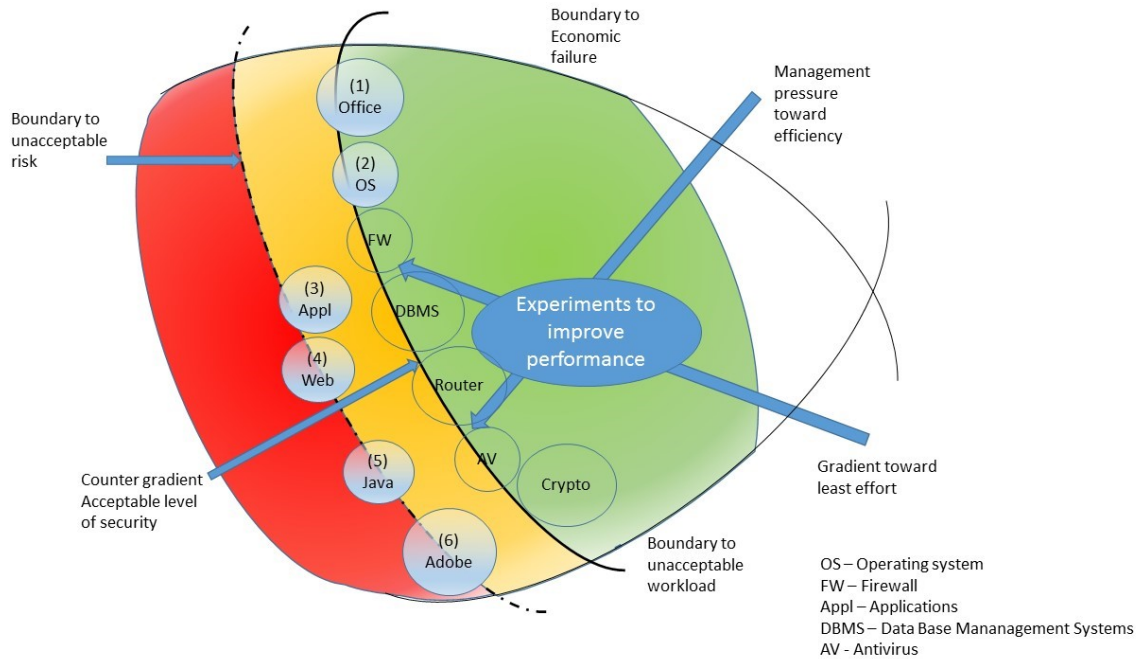 Boundary to
Economic
failure
Management
pressure
toward
efficiency
Boundary to
unacceptable
risk
(1)
Office
(2)
OS
FW
(3)
Appl
DBMS
Experiments to
improve
performance
(4)
Web
Router
(5)
Java
AV
Crypto
Counter gradient
Acceptable level
of security
Gradient toward
least effort
(6)
Adobe
Boundary to
unacceptable
workload
OS – Operating system
FW – Firewall
Appl – Applications
DBMS – Data Base Mananagement Systems
AV - Antivirus